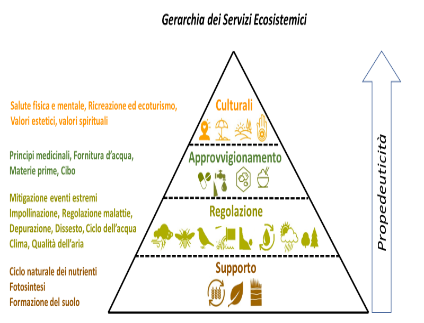 Gerarchia dei Servizi Ecosistemici
Salute fisica e mentale, Ricreazione ed ecoturismo,
Valori estetici, valori spirituali
Culturali
Principi medicinali, Fornitura d'acqua,
Materie prime, Cibo
Approvvigionamento
Mitigazione eventi estremi
Impollinazione, Regolazione malattie,
Depurazione, Dissesto, Ciclo dell'acqua
Clima, Qualità dell'aria
Regolazione
Ciclo naturale dei nutrienti
Fotosintesi
Formazione del suolo
Supporto
Propedeuticità